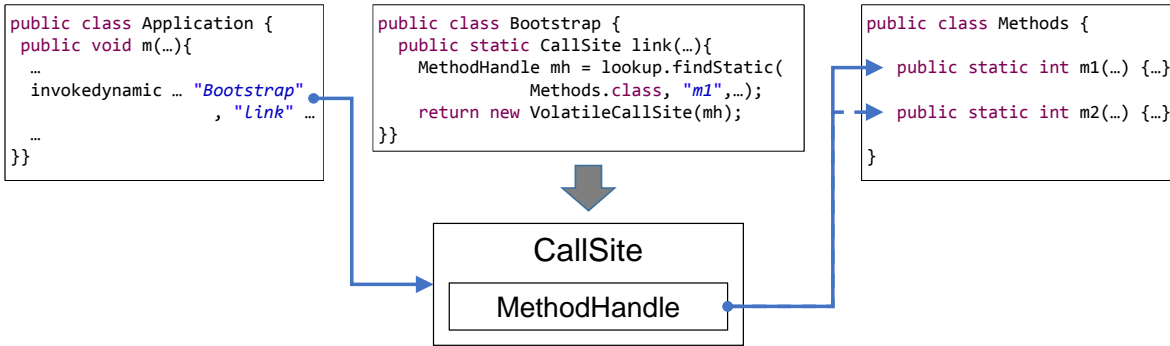 public class Application {
public void m(…){
…
invokedynamic … "Bootstrap"
, "link" …
…
}}
public class Bootstrap {
public static CallSite link(…){
MethodHandle mh = lookup.findStatic(
Methods.class, "m1",…);
return new VolatileCallSite(mh);
}}
public class Methods {
public static int m1(…) {…}
public static int m2(…) {…}
}
CallSite
MethodHandle